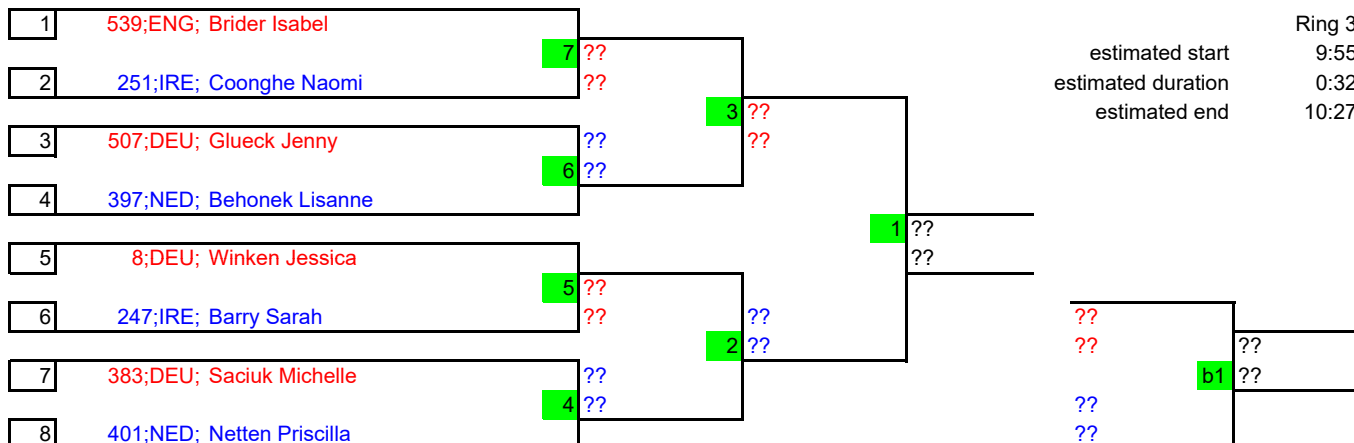 1 539;ENG; Brider Isabel Ring 3
7 ?? estimated start 9:55
2 251;IRE; Coonghe Naomi ?? estimated duration 0:32
3 ?? estimated end 10:27
3 507;DEU; Glueck Jenny ?? ??
6 ??
4 397;NED; Behonek Lisanne
1 ??
5 8;DEU; Winken Jessica ??
5 ??
6 247;IRE; Barry Sarah ?? ?? ??
2 ?? ?? ??
7 383;DEU; Saciuk Michelle ?? b1 ??
4 ?? ??
8 401;NED; Netten Priscilla ??